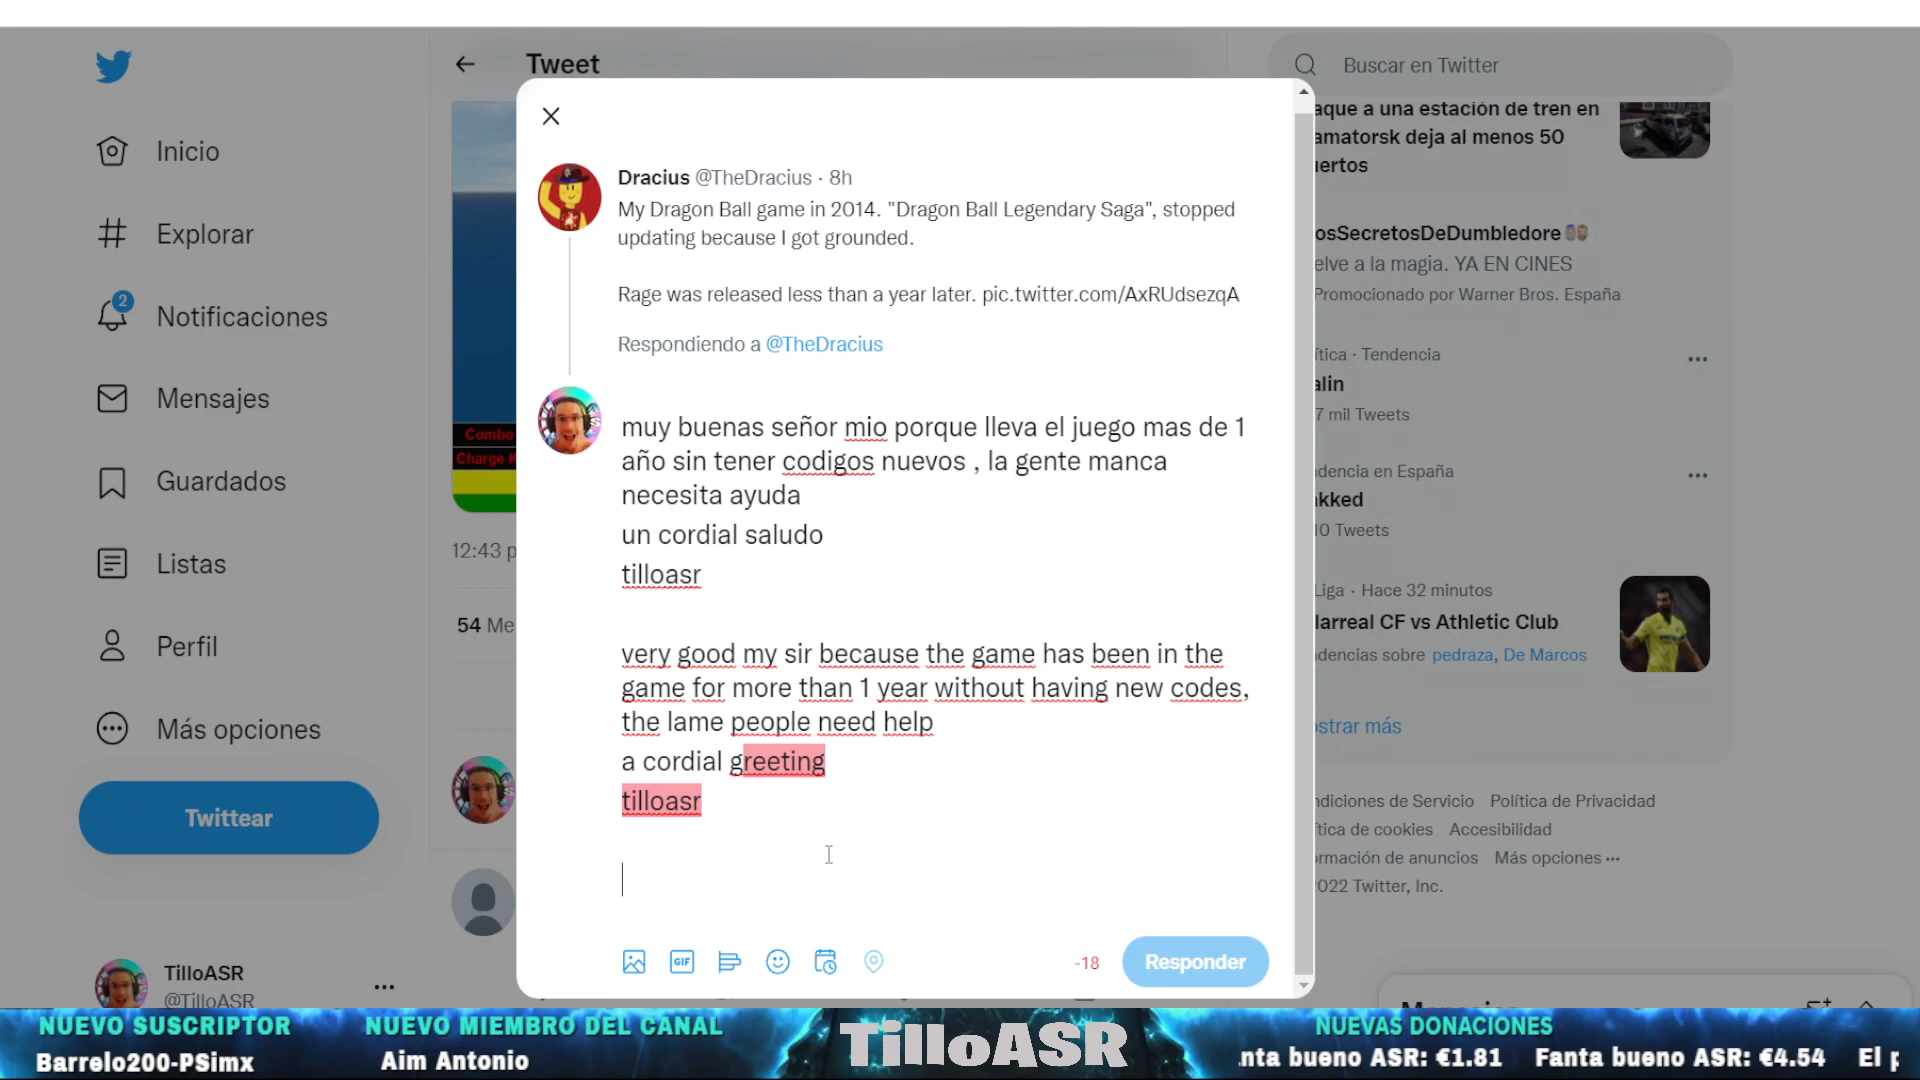 Tweet
Buscar en Twitter
Inicio
Explorar
2
Notificaciones
Mensajes
Guardados
Listas
Perfil
Más opciones
Twittear
TilloASR
@TilloASR
Combo
Charge K
12:43 p
54 Me
Dracius @TheDracius · 8h
My Dragon Ball game in 2014. "Dragon Ball Legendary Saga", stopped
updating because I got grounded.
Rage was released less than a year later. pic.twitter.com/AxRUdsezqA
Respondiendo a @TheDracius
muy buenas señor mio porque lleva el juego mas de 1
año sin tener codigos nuevos , la gente manca
necesita ayuda
un cordial saludo
tilloasr
very good my sir because the game has been in the
game for more than 1 year without having new codes,
the lame people need help
a cordial greeting
tilloasr
GIF
-18
Responder
aque a una estación de tren en
amatorsk deja al menos 50
uertos
osSecretosDeDumbledore
elve a la magia. YA EN CINES
Promocionado por Warner Bros. España
ítica · Tendencia
alin
7 mil Tweets
dencia en España
kked
10 Tweets
Liga · Hace 32 minutos
larreal CF vs Athletic Club
dencias sobre pedraza, De Marcos
ostrar más
ndiciones de Servicio Política de Privacidad
ítica de cookies Accesibilidad
ormación de anuncios Más opciones ···
2022 Twitter, Inc.
NUEVO SUSCRIPTOR
Barrelo200-PSimx
NUEVO MIEMBRO DEL CANAL
Aim Antonio
TilloASR
NUEVAS DONACIONES
nta bueno ASR: €1.81 Fanta bueno ASR: €4.54 El p